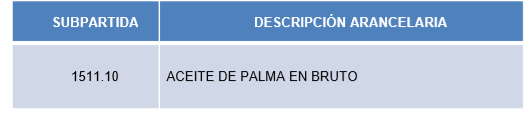 SUBPARTIDA DESCRIPCIÓN ARANCELARIA
1511.10 ACEITE DE PALMA EN BRUTO